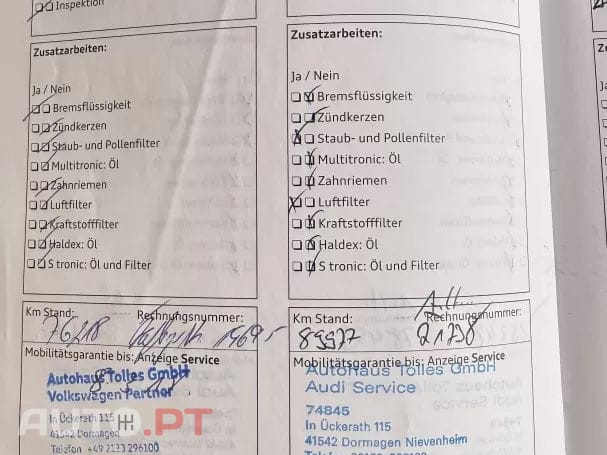 Inspektion
Zusatzarbeiten:
Ja / Nein
Bremsflüssigkeit
Zündkerzen
Staub- und Pollenfilter
Multitronic: Öl
Zahnriemen
Luftfilter
Kraftstofffilter
Haldex: Öl
S tronic: Öl und Filter
Km Stand: Rechnungsnummer:
76218
Mobilitätsgarantie bis: Anzeige Service
Autohaus Tolles GmbH
Volkswagen Partner
In Ückerath 115
41542 Dormagen
Telefon +49 2133 296100
Zusatzarbeiten:
Ja / Nein
Bremsflüssigkeit
Zündkerzen
Staub- und Pollenfilter
Multitronic: Öl
Zahnriemen
Luftfilter
Kraftstofffilter
Haldex: Öl
S tronic: Öl und Filter
Km Stand: Rechnungsnummer:
89977 21738
Mobilitätsgarantie bis: Anzeige Service
Autohaus Tolles GmbH
Audi Service
74845
In Ückerath 115
41542 Dormagen Nievenheim
AUTO.PT